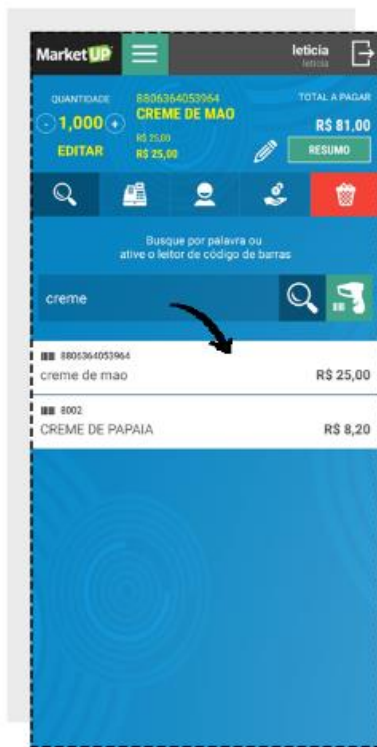 MarketUP
leticia
leticia
QUANTIDADE
- 1,000 +
EDITAR
8806364053964
CREME DE MAO
R$ 25,00
R$ 25,00
TOTAL A PAGAR
R$ 81,00
RESUMO
Busque por palavra ou
ative o leitor de código de barras
creme
8806364053964
creme de mao R$ 25,00
8002
CREME DE PAPAIA R$ 8,20